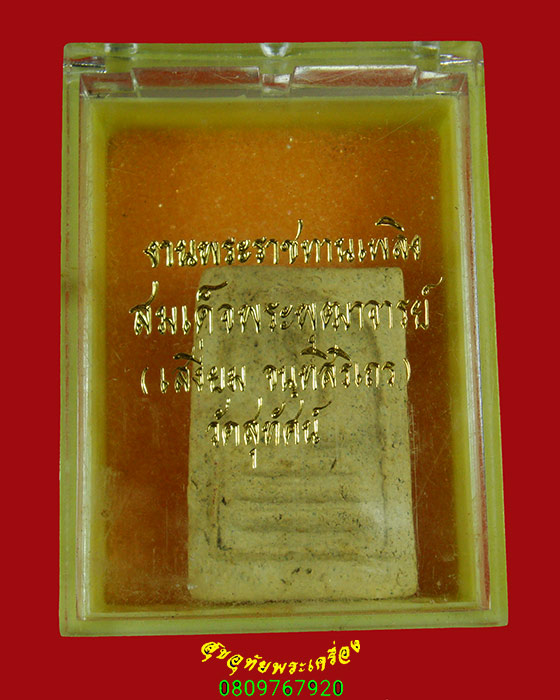 งานพระราชทานเพลิง
สมเด็จพระพุฒาจารย์
(เสงี่ยม จนฺทสิริเถร)
วัดสุทัศน์
สุขอุทัยพระเครื่อง
0809767920